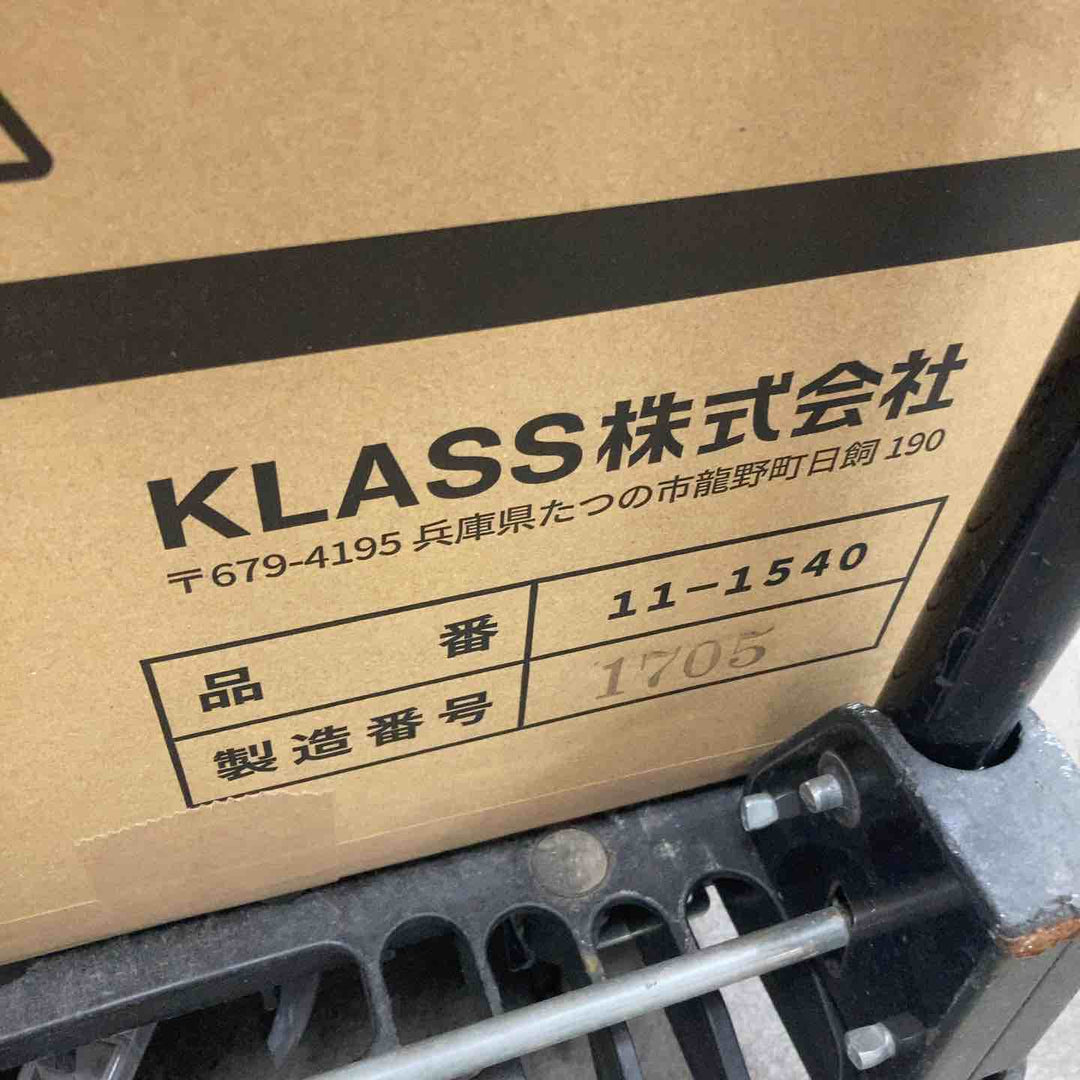 KLASS株式会社
〒679-4195 兵庫県たつの市龍野町日飼 190
品番 11-1540
製造番号 1705